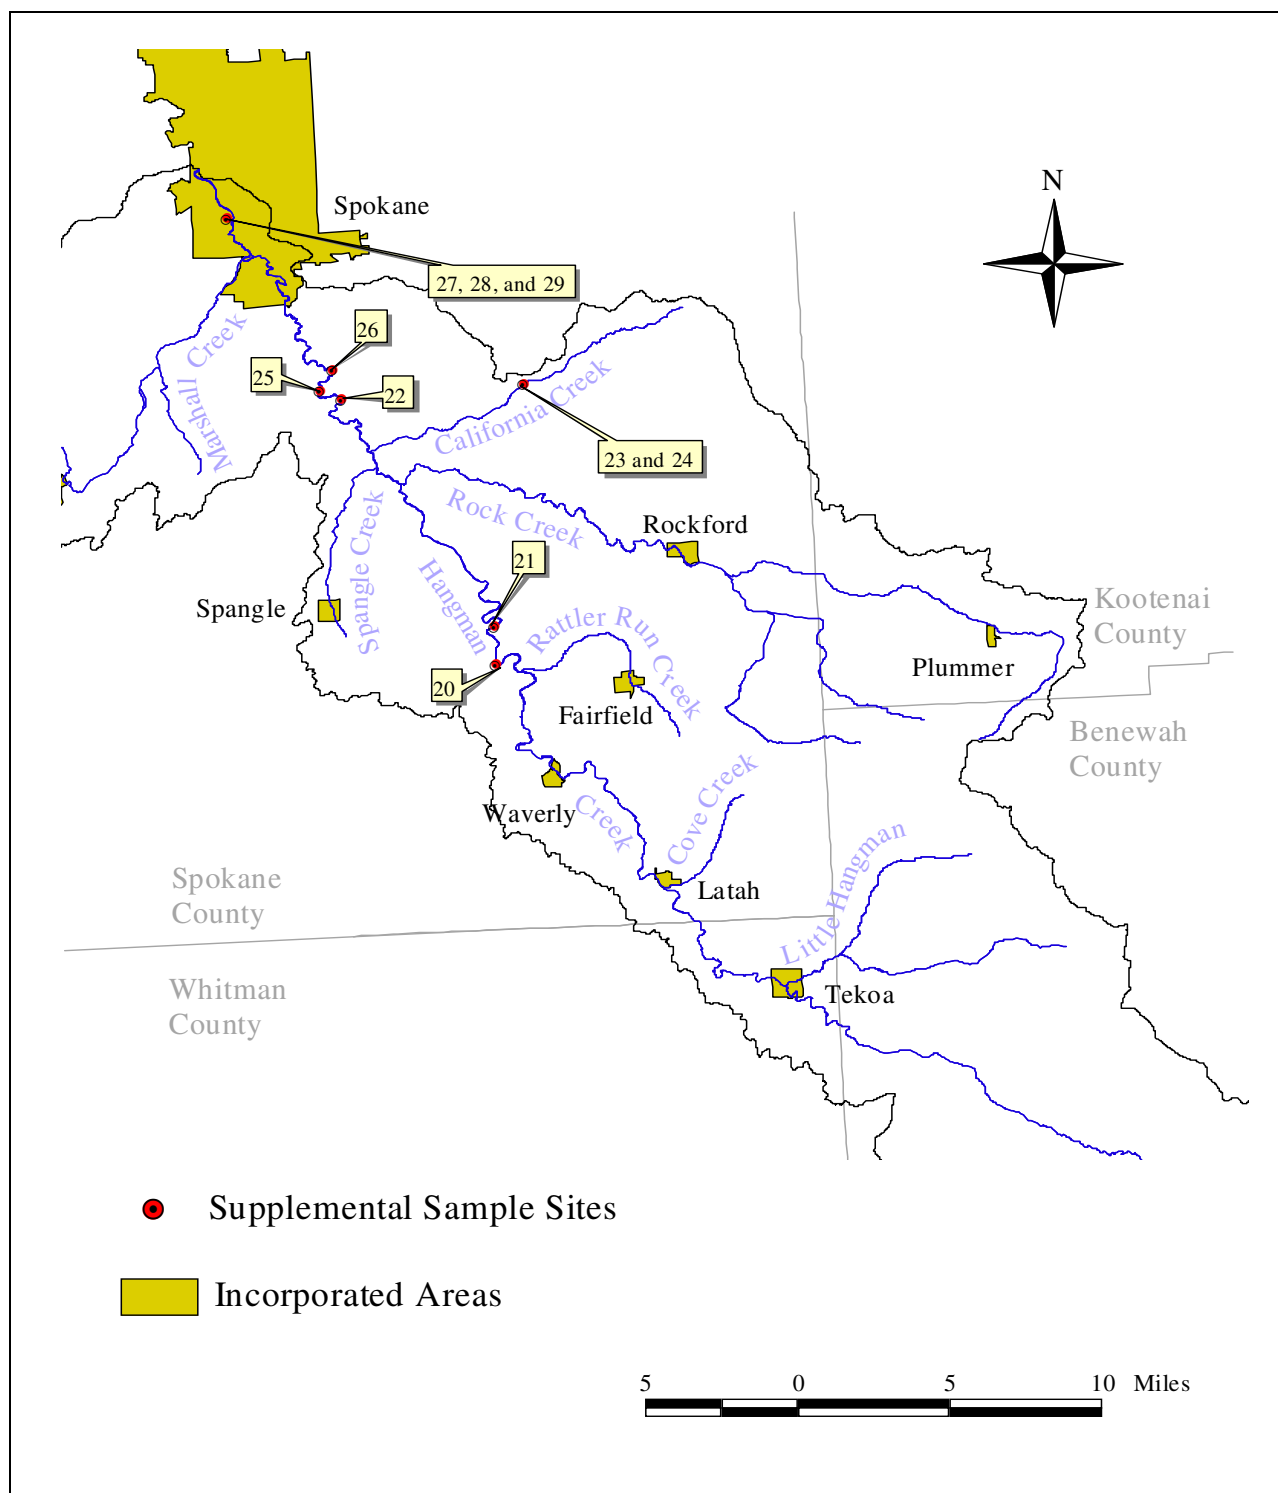 N
Spokane
27, 28, and 29
26
25
22
Marshall Creek
California Creek
23 and 24
Rock Creek
Rockford
Spangle Creek
Hangman
21
Rattler Run Creek
Spangle
Kootenai
County
Plummer
20
Fairfield
Benewah
County
Waverly
Creek
Cove Creek
Latah
Spokane
County
Little Hangman
Whitman
County
Tekoa
Supplemental Sample Sites
Incorporated Areas
5 0 5 10 Miles